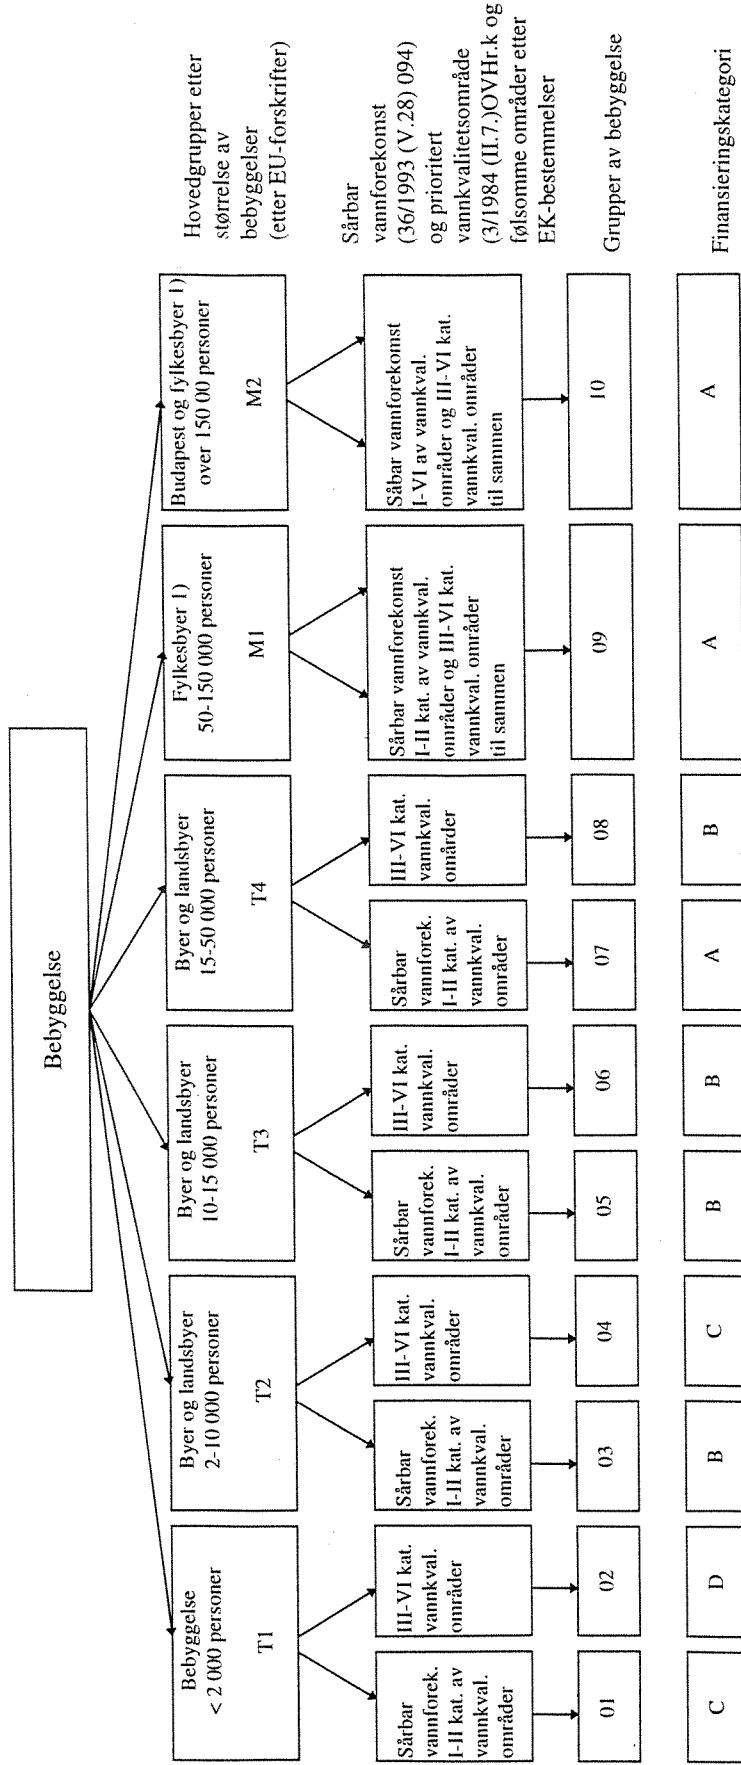 Bebyggelse
Bebyggelse
< 2 000 personer
T1
Byer og landsbyer
2-10 000 personer
T2
Byer og landsbyer
10-15 000 personer
T3
Byer og landsbyer
15-50 000 personer
T4
Fylkesbyer 1)
50-150 000 personer
M1
Budapest og fylkesbyer 1)
over 150 00 personer
M2
Hovedgrupper etter
størrelse av
bebyggelser
(etter EU-forskrifter)
Sårbar
vannforek.
I-II kat. av
vannkval.
områder
III-VI kat.
vannkval.
områder
Sårbar
vannforek.
I-II kat. av
vannkval.
områder
III-VI kat.
vannkval.
områder
Sårbar
vannforek.
I-II kat. av
vannkval.
områder
III-VI kat.
vannkval.
områder
Sårbar
vannforek.
I-II kat. av
vannkval.
områder
III-VI kat.
vannkval.
omårder
Sårbar vannforekomst
I-II kat. av vannkval.
områder og III-VI kat.
vannkval. områder
til sammen
Såbar vannforekomst
I-VI av vannkval.
områder og III-VI kat.
vannkval. områder
til sammen
Sårbar
vannforekomst
(36/1993 (V.28) 094)
og prioritert
vannkvalitetsområde
(3/1984 (II.7.)OVHr.k og
følsomme områder etter
EK-bestemmelser
01
02
03
04
05
06
07
08
09
10
Grupper av bebyggelse
C
D
B
C
B
B
A
B
A
A
Finansieringskategori